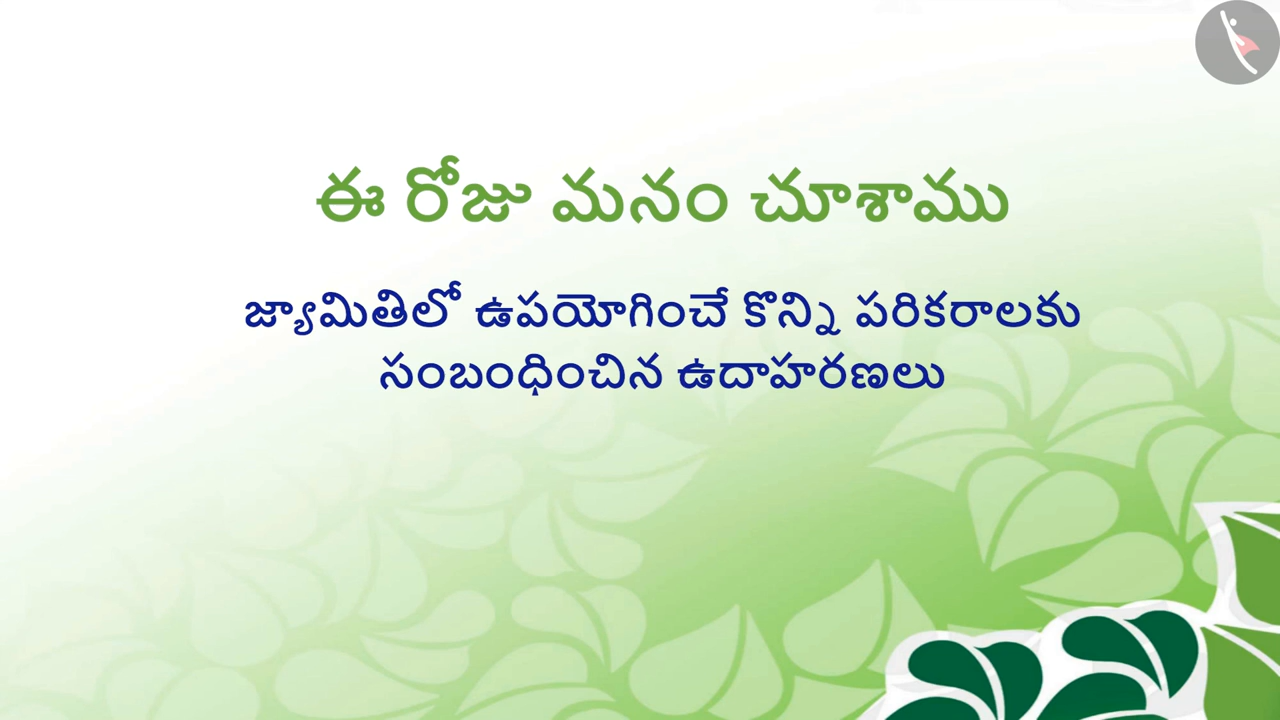 ఈ రోజు మనం చూశాము
జ్యామితిలో ఉపయోగించే కొన్ని పరికరాలకు
సంబంధించిన ఉదాహరణలు